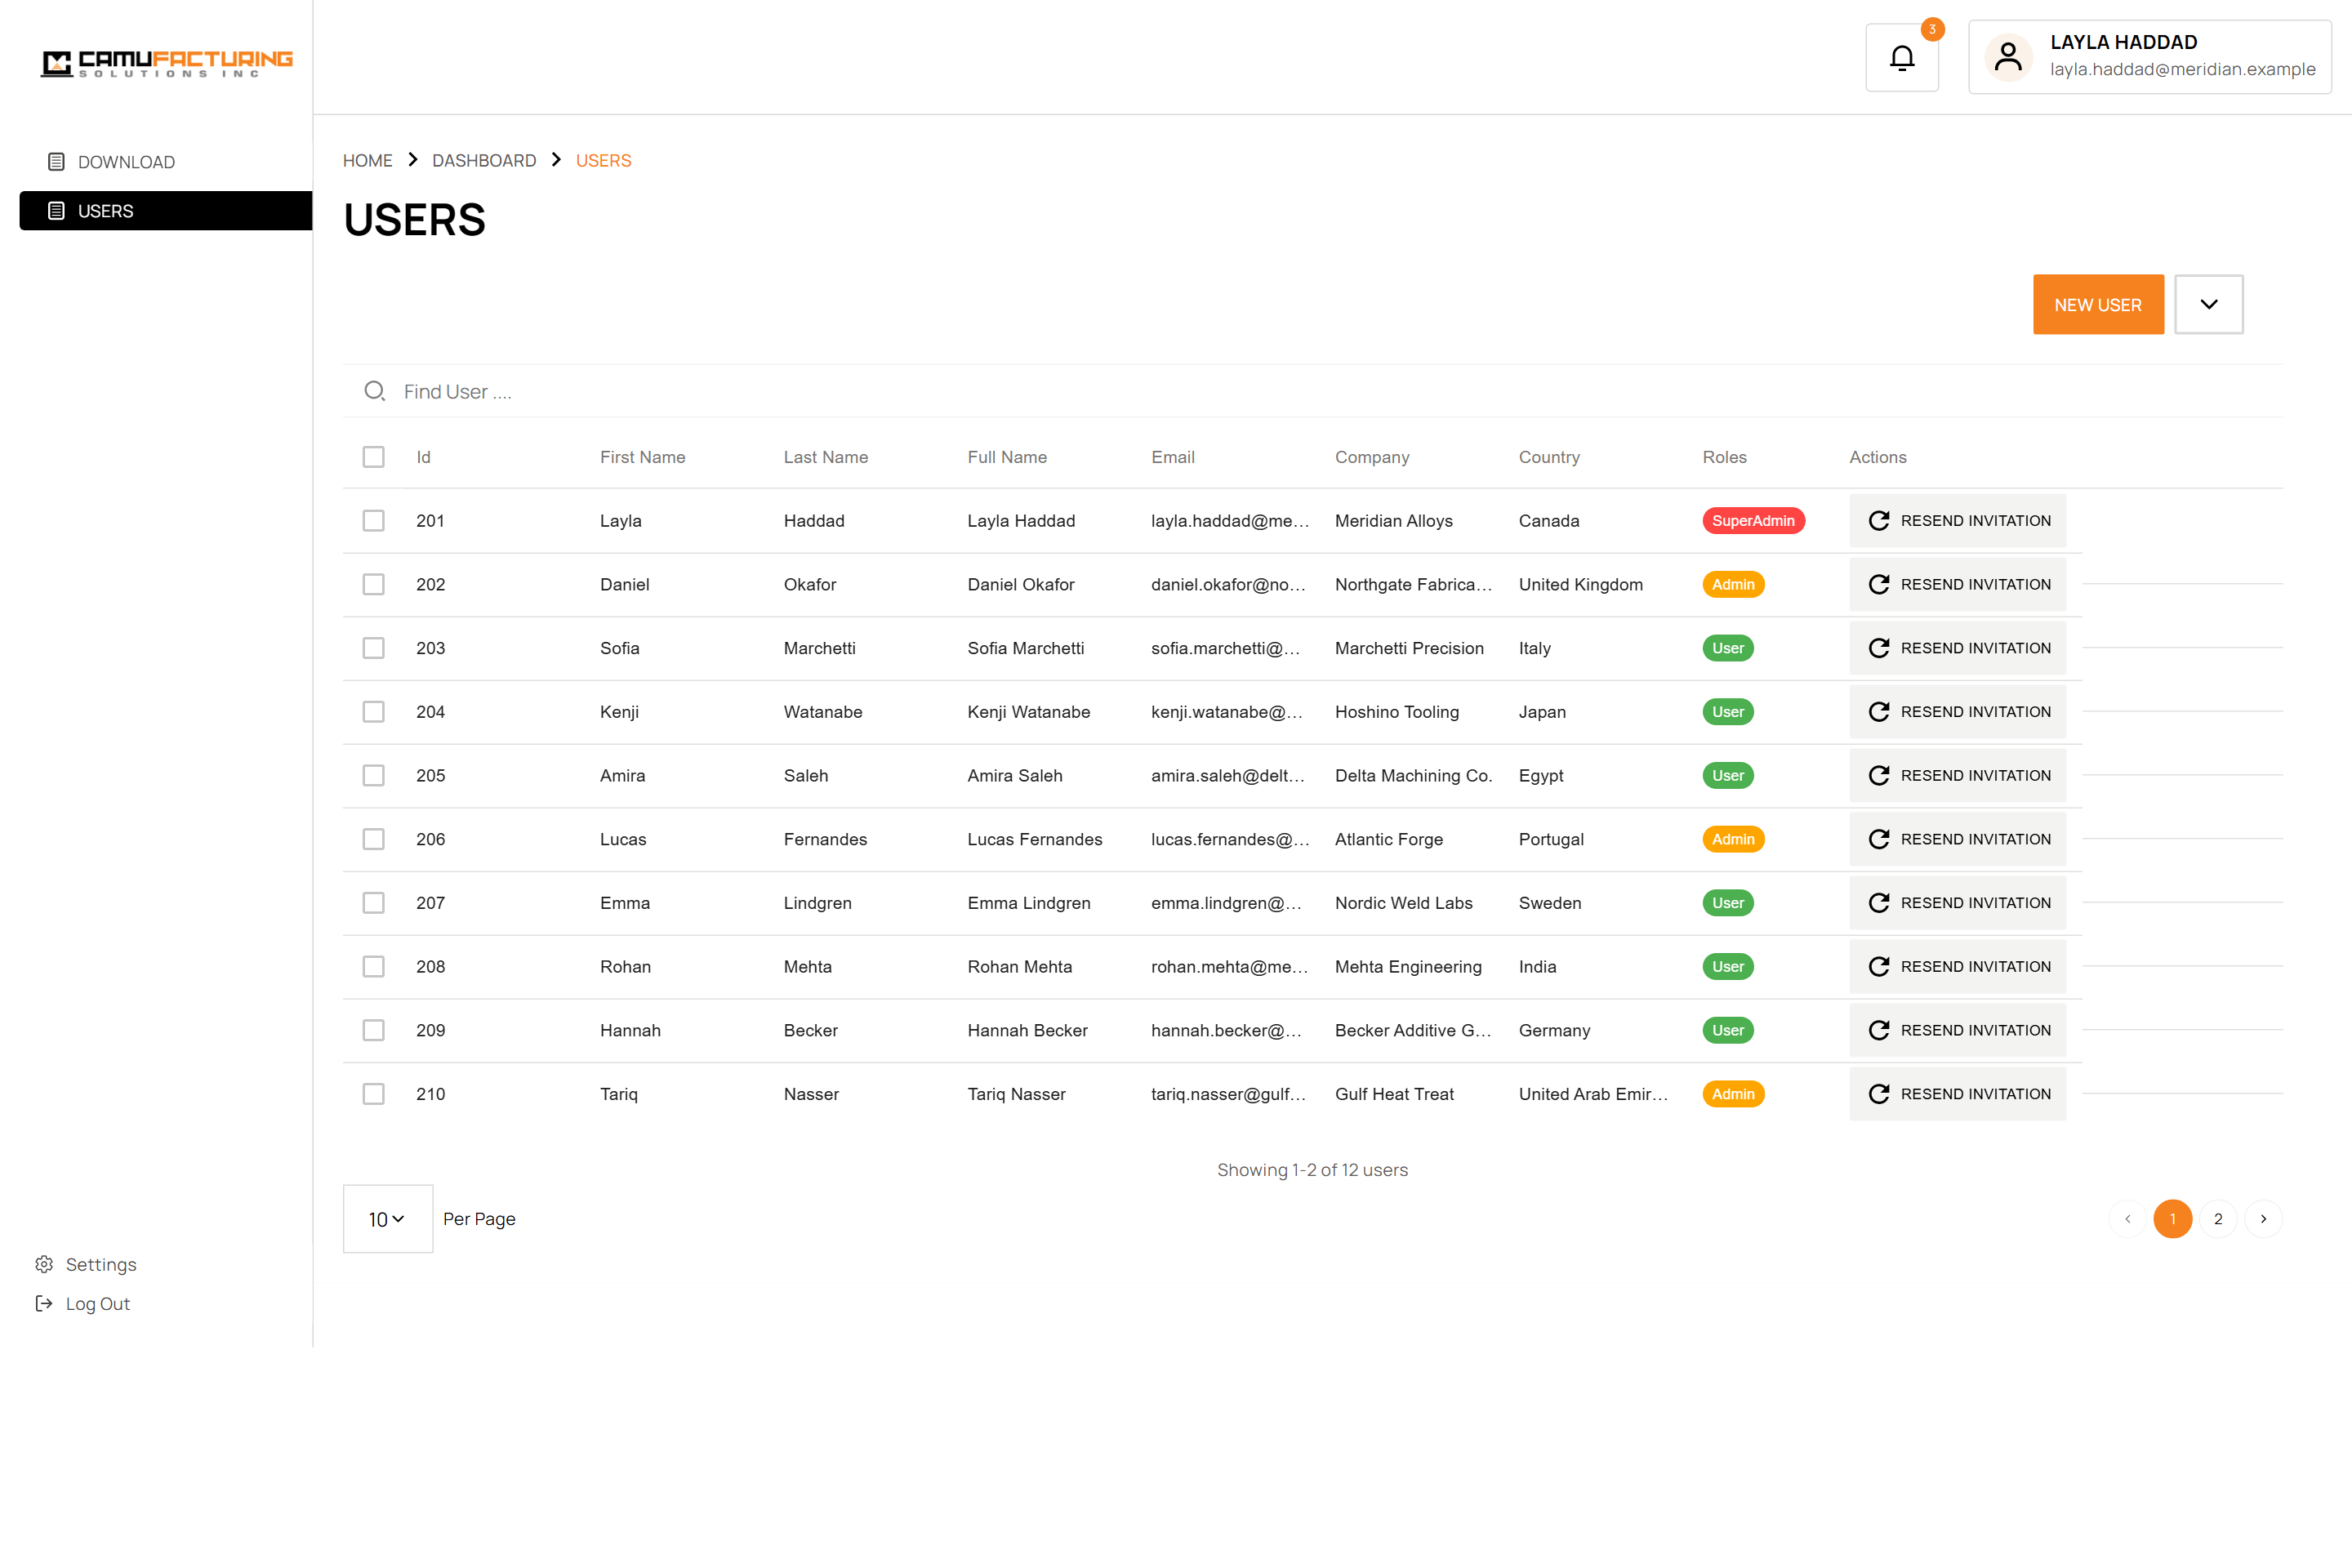 CAMUFACTURING
SOLUTIONS INC
3
LAYLA HADDAD
layla.haddad@meridian.example
DOWNLOAD
USERS
HOME > DASHBOARD > USERS
USERS
NEW USER
Find User ....
Id First Name Last Name Full Name Email Company Country Roles Actions
201 Layla Haddad Layla Haddad layla.haddad@me... Meridian Alloys Canada SuperAdmin RESEND INVITATION
202 Daniel Okafor Daniel Okafor daniel.okafor@no... Northgate Fabrica... United Kingdom Admin RESEND INVITATION
203 Sofia Marchetti Sofia Marchetti sofia.marchetti@... Marchetti Precision Italy User RESEND INVITATION
204 Kenji Watanabe Kenji Watanabe kenji.watanabe@... Hoshino Tooling Japan User RESEND INVITATION
205 Amira Saleh Amira Saleh amira.saleh@delt... Delta Machining Co. Egypt User RESEND INVITATION
206 Lucas Fernandes Lucas Fernandes lucas.fernandes@... Atlantic Forge Portugal Admin RESEND INVITATION
207 Emma Lindgren Emma Lindgren emma.lindgren@... Nordic Weld Labs Sweden User RESEND INVITATION
208 Rohan Mehta Rohan Mehta rohan.mehta@me... Mehta Engineering India User RESEND INVITATION
209 Hannah Becker Hannah Becker hannah.becker@... Becker Additive G... Germany User RESEND INVITATION
210 Tariq Nasser Tariq Nasser tariq.nasser@gulf... Gulf Heat Treat United Arab Emir... Admin RESEND INVITATION
Showing 1-2 of 12 users
10 Per Page
‹ 1 2 ›
Settings
Log Out